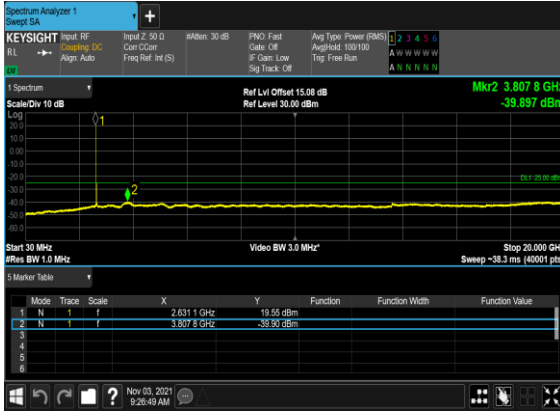 Spectrum Analyzer 1
Swept SA
+
KEYSIGHT Input: RF Input Z: 50 Ω #Atten: 30 dB PNO: Fast Avg Type: Power (RMS) 1 2 3 4 5 6
RL Coupling: DC Corr CCorr Gate: Off Avg|Hold: 100/100 A W W W W W
Align: Auto Freq Ref: Int (S) IF Gain: Low Trig: Free Run
Sig Track: Off A N N N N N
1 Spectrum
Ref Lvl Offset 15.08 dB Mkr2 3.807 8 GHz
Scale/Div 10 dB Ref Level 30.00 dBm -39.897 dBm
Log
20.0
10.0
0.00
-10.0
-20.0
-30.0
-40.0
-50.0
-60.0
1
2
DL1 -25.00 dBm
Start 30 MHz Video BW 3.0 MHz* Stop 20.000 GH
#Res BW 1.0 MHz Sweep ~38.3 ms (40001 pts
5 Marker Table
Mode Trace Scale X Y Function Function Width Function Value
1 N 1 f 2.631 1 GHz 19.55 dBm
2 N 1 f 3.807 8 GHz -39.90 dBm
3
4
5
6
? Nov 03, 2021
9:26:49 AM